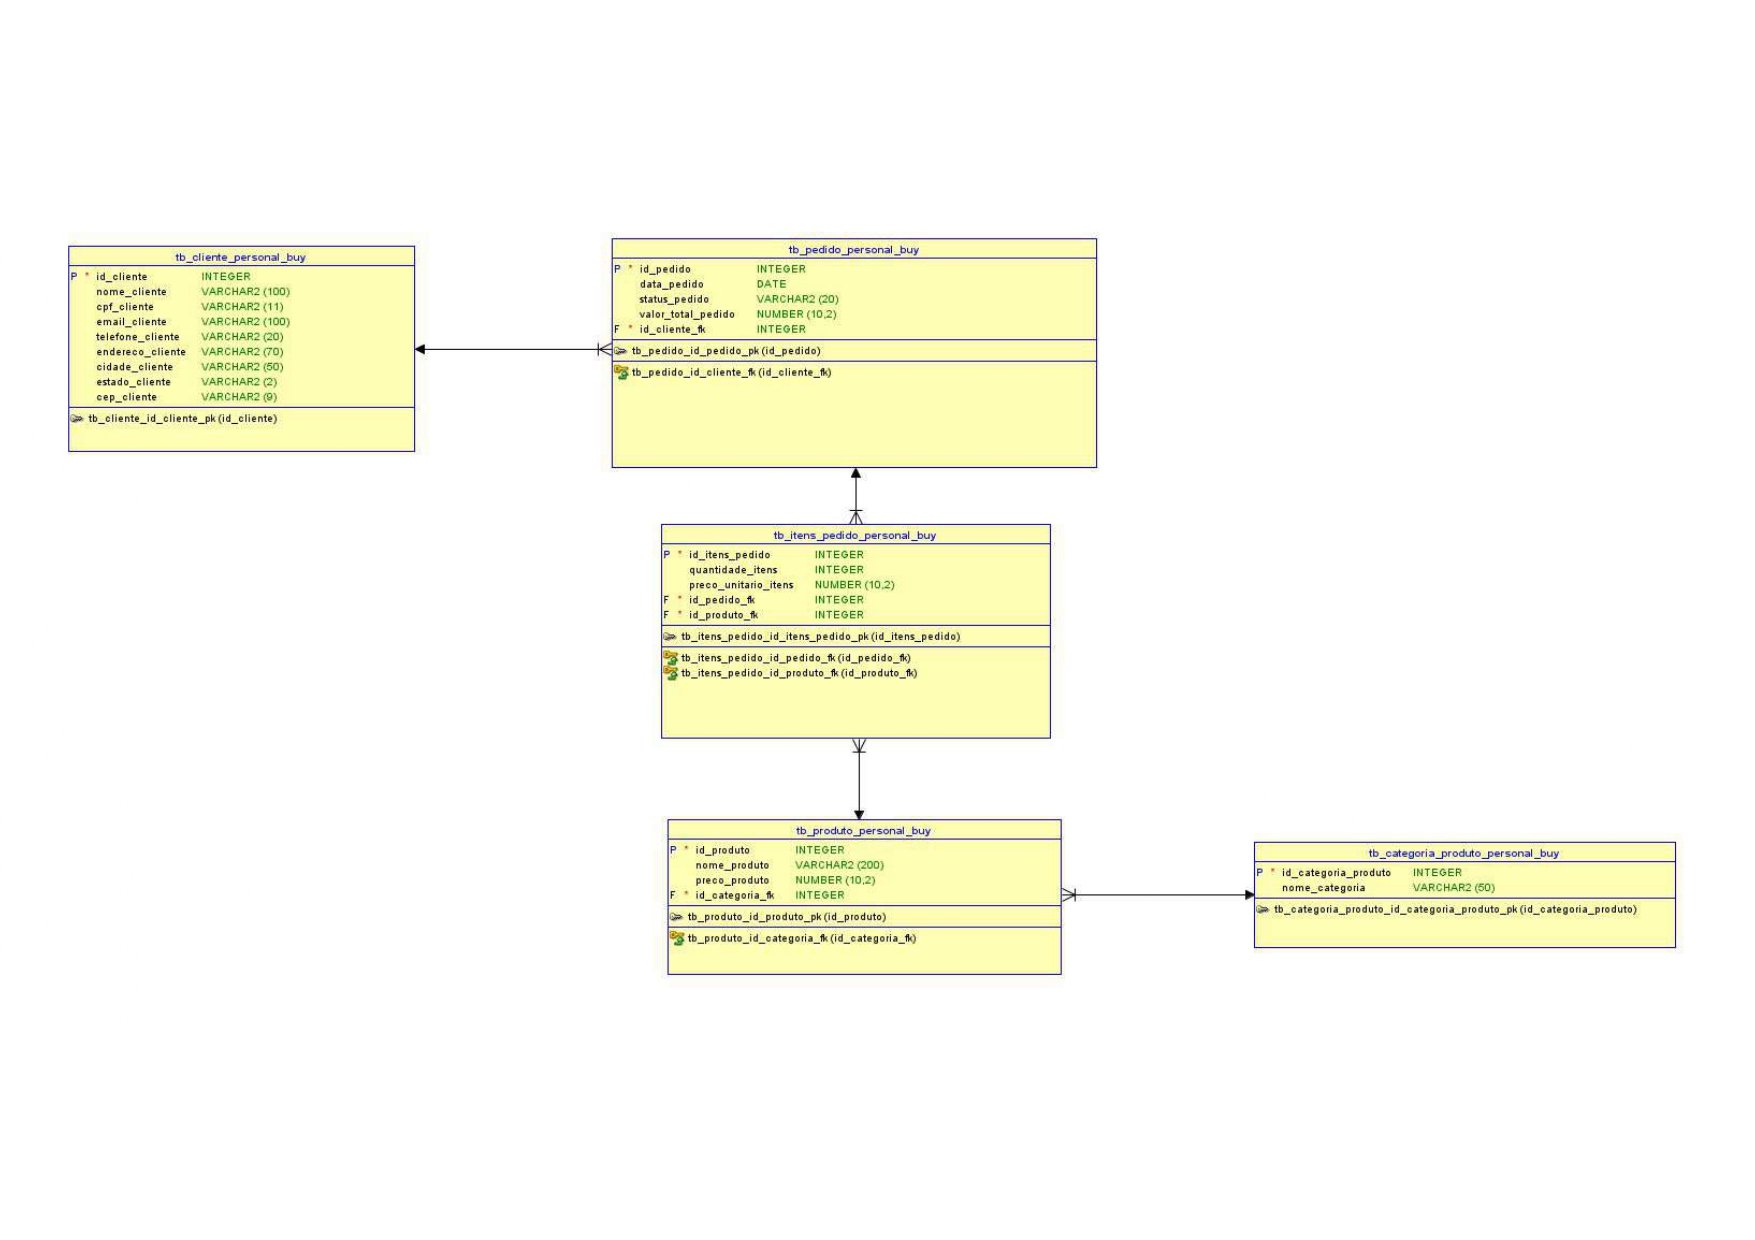 tb_cliente_personal_buy
P * id_cliente INTEGER
nome_cliente VARCHAR2 (100)
cpf_cliente VARCHAR2 (11)
email_cliente VARCHAR2 (100)
telefone_cliente VARCHAR2 (20)
endereco_cliente VARCHAR2 (70)
cidade_cliente VARCHAR2 (50)
estado_cliente VARCHAR2 (2)
cep_cliente VARCHAR2 (9)
tb_cliente_id_cliente_pk (id_cliente)
tb_pedido_personal_buy
P * id_pedido INTEGER
data_pedido DATE
status_pedido VARCHAR2 (20)
valor_total_pedido NUMBER (10,2)
F * id_cliente_fk INTEGER
tb_pedido_id_pedido_pk (id_pedido)
tb_pedido_id_cliente_fk (id_cliente_fk)
tb_itens_pedido_personal_buy
P * id_itens_pedido INTEGER
quantidade_itens INTEGER
preco_unitario_itens NUMBER (10,2)
F * id_pedido_fk INTEGER
F * id_produto_fk INTEGER
tb_itens_pedido_id_itens_pedido_pk (id_itens_pedido)
tb_itens_pedido_id_pedido_fk (id_pedido_fk)
tb_itens_pedido_id_produto_fk (id_produto_fk)
tb_produto_personal_buy
P * id_produto INTEGER
nome_produto VARCHAR2 (200)
preco_produto NUMBER (10,2)
F * id_categoria_fk INTEGER
tb_produto_id_produto_pk (id_produto)
tb_produto_id_categoria_fk (id_categoria_fk)
tb_categoria_produto_personal_buy
P * id_categoria_produto INTEGER
nome_categoria VARCHAR2 (50)
tb_categoria_produto_id_categoria_produto_pk (id_categoria_produto)